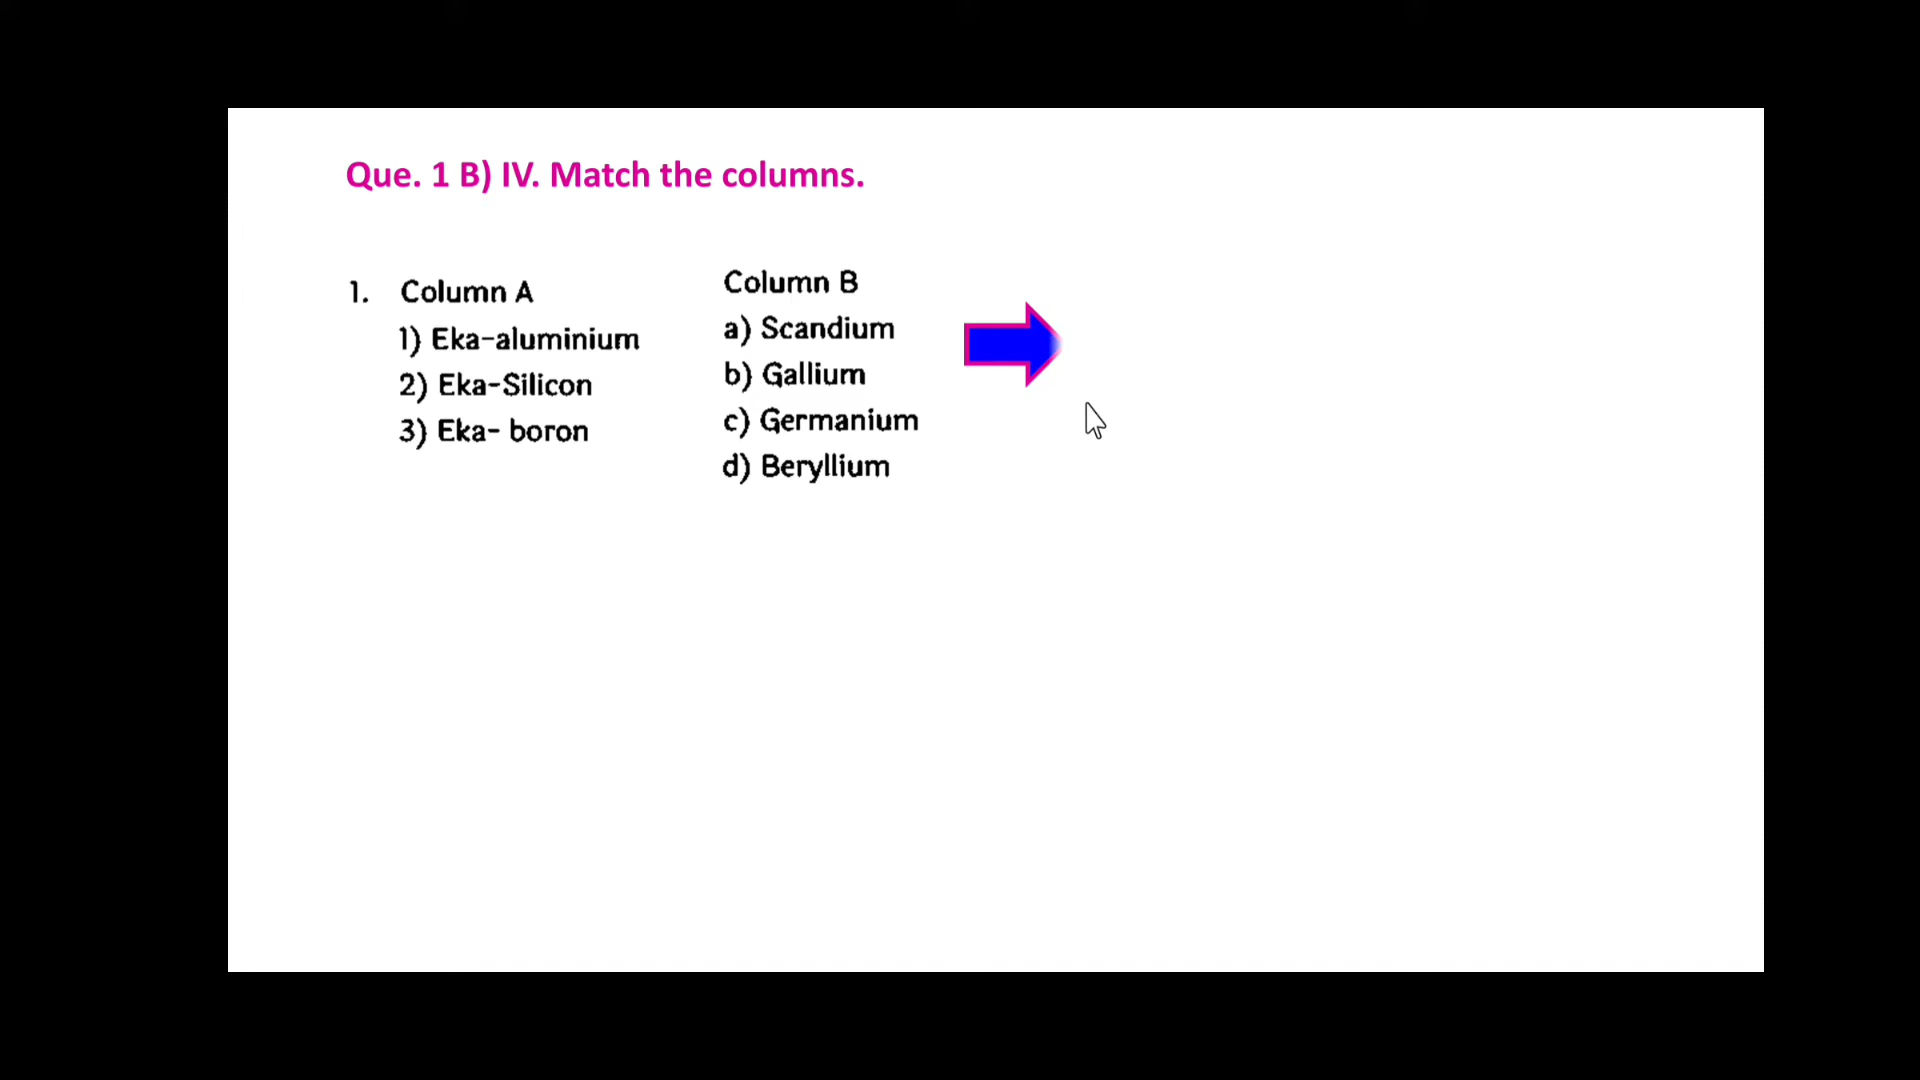 Que. 1 B) IV. Match the columns.
1. Column A
1) Eka-aluminium
2) Eka-Silicon
3) Eka- boron
Column B
a) Scandium
b) Gallium
c) Germanium
d) Beryllium